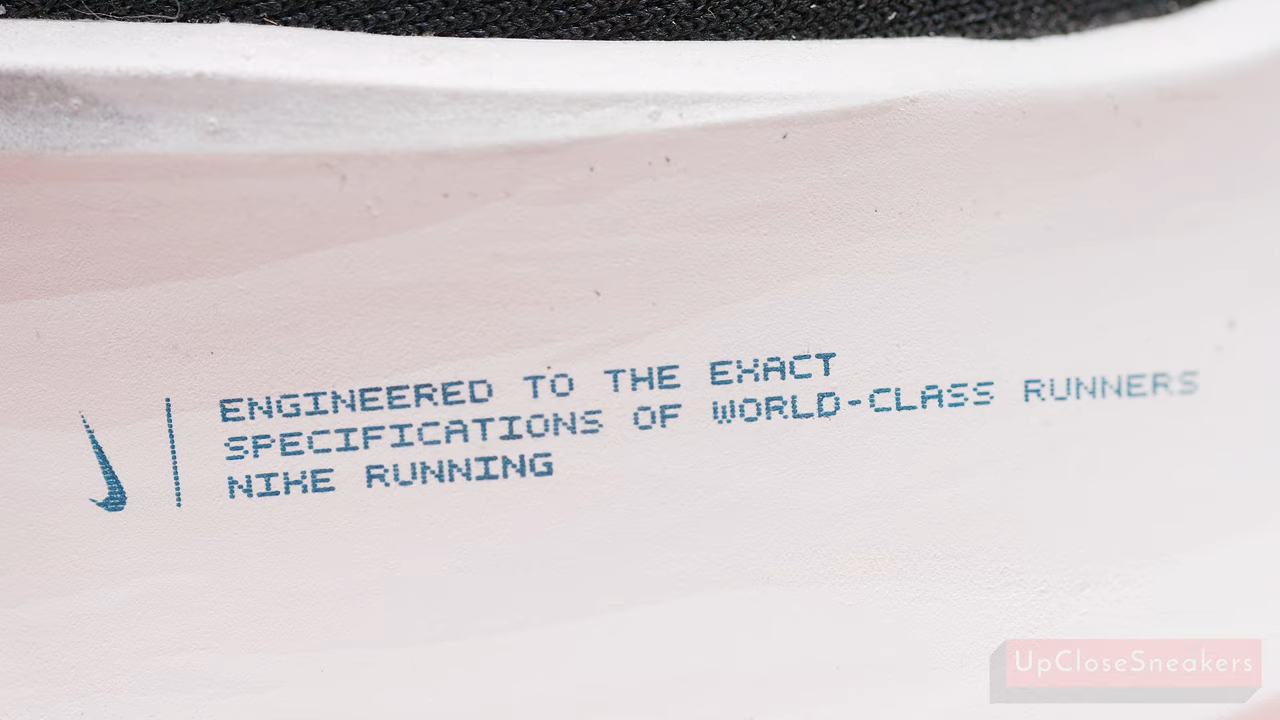 ENGINEERED TO THE EXACT
SPECIFICATIONS OF WORLD-CLASS RUNNERS
NIKE RUNNING
UpCloseSneakers